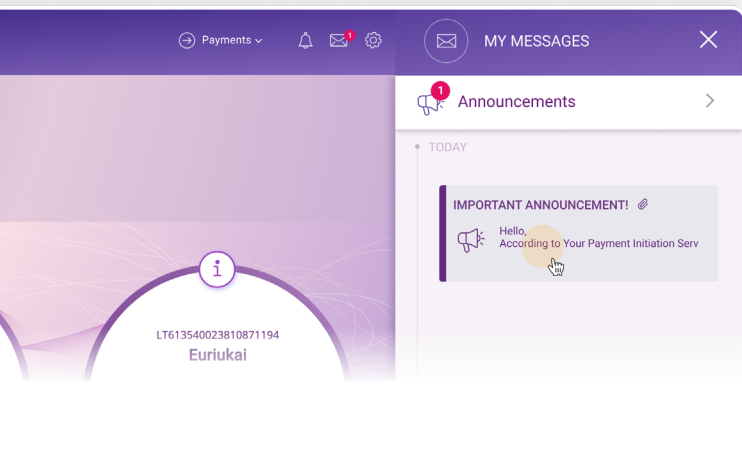 Payments
1
MY MESSAGES
1
Announcements
TODAY
IMPORTANT ANNOUNCEMENT!
Hello,
According to Your Payment Initiation Serv
i
LT613540023810871194
Euriukai